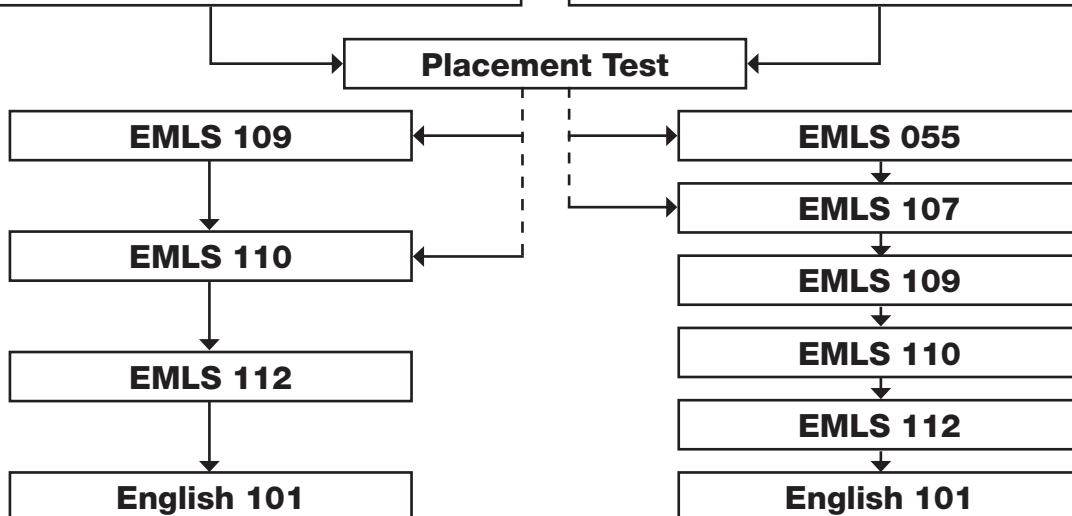 Placement Test
EMLS 109
EMLS 110
EMLS 112
English 101
EMLS 055
EMLS 107
EMLS 109
EMLS 110
EMLS 112
English 101